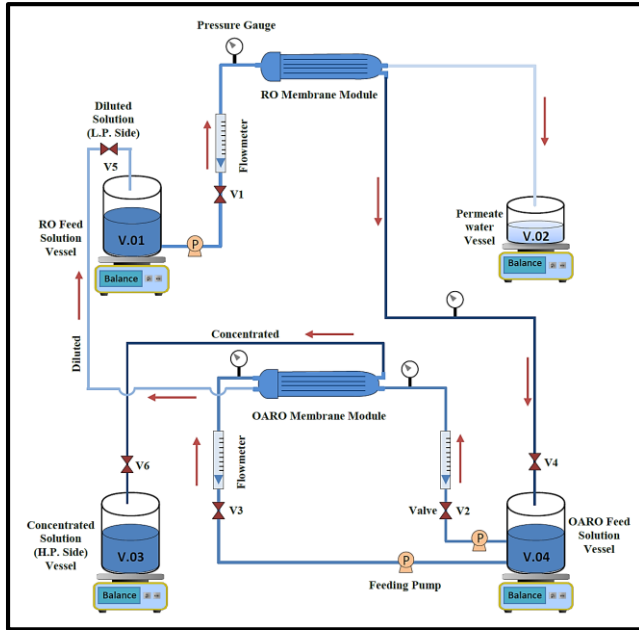 Pressure Gauge
RO Membrane Module
Diluted
Solution
(L.P. Side)
V5
Flowmeter
V1
RO Feed
Solution
Vessel
V.01
P
Balance
Permeate
water
Vessel
V.02
Balance
Concentrated
Diluted
OARO Membrane Module
V6
Flowmeter
V4
V3
Valve
V2
Concentrated
Solution
(H.P. Side)
Vessel
V.03
Balance
P
P
Feeding Pump
OARO Feed
Solution
Vessel
V.04
Balance